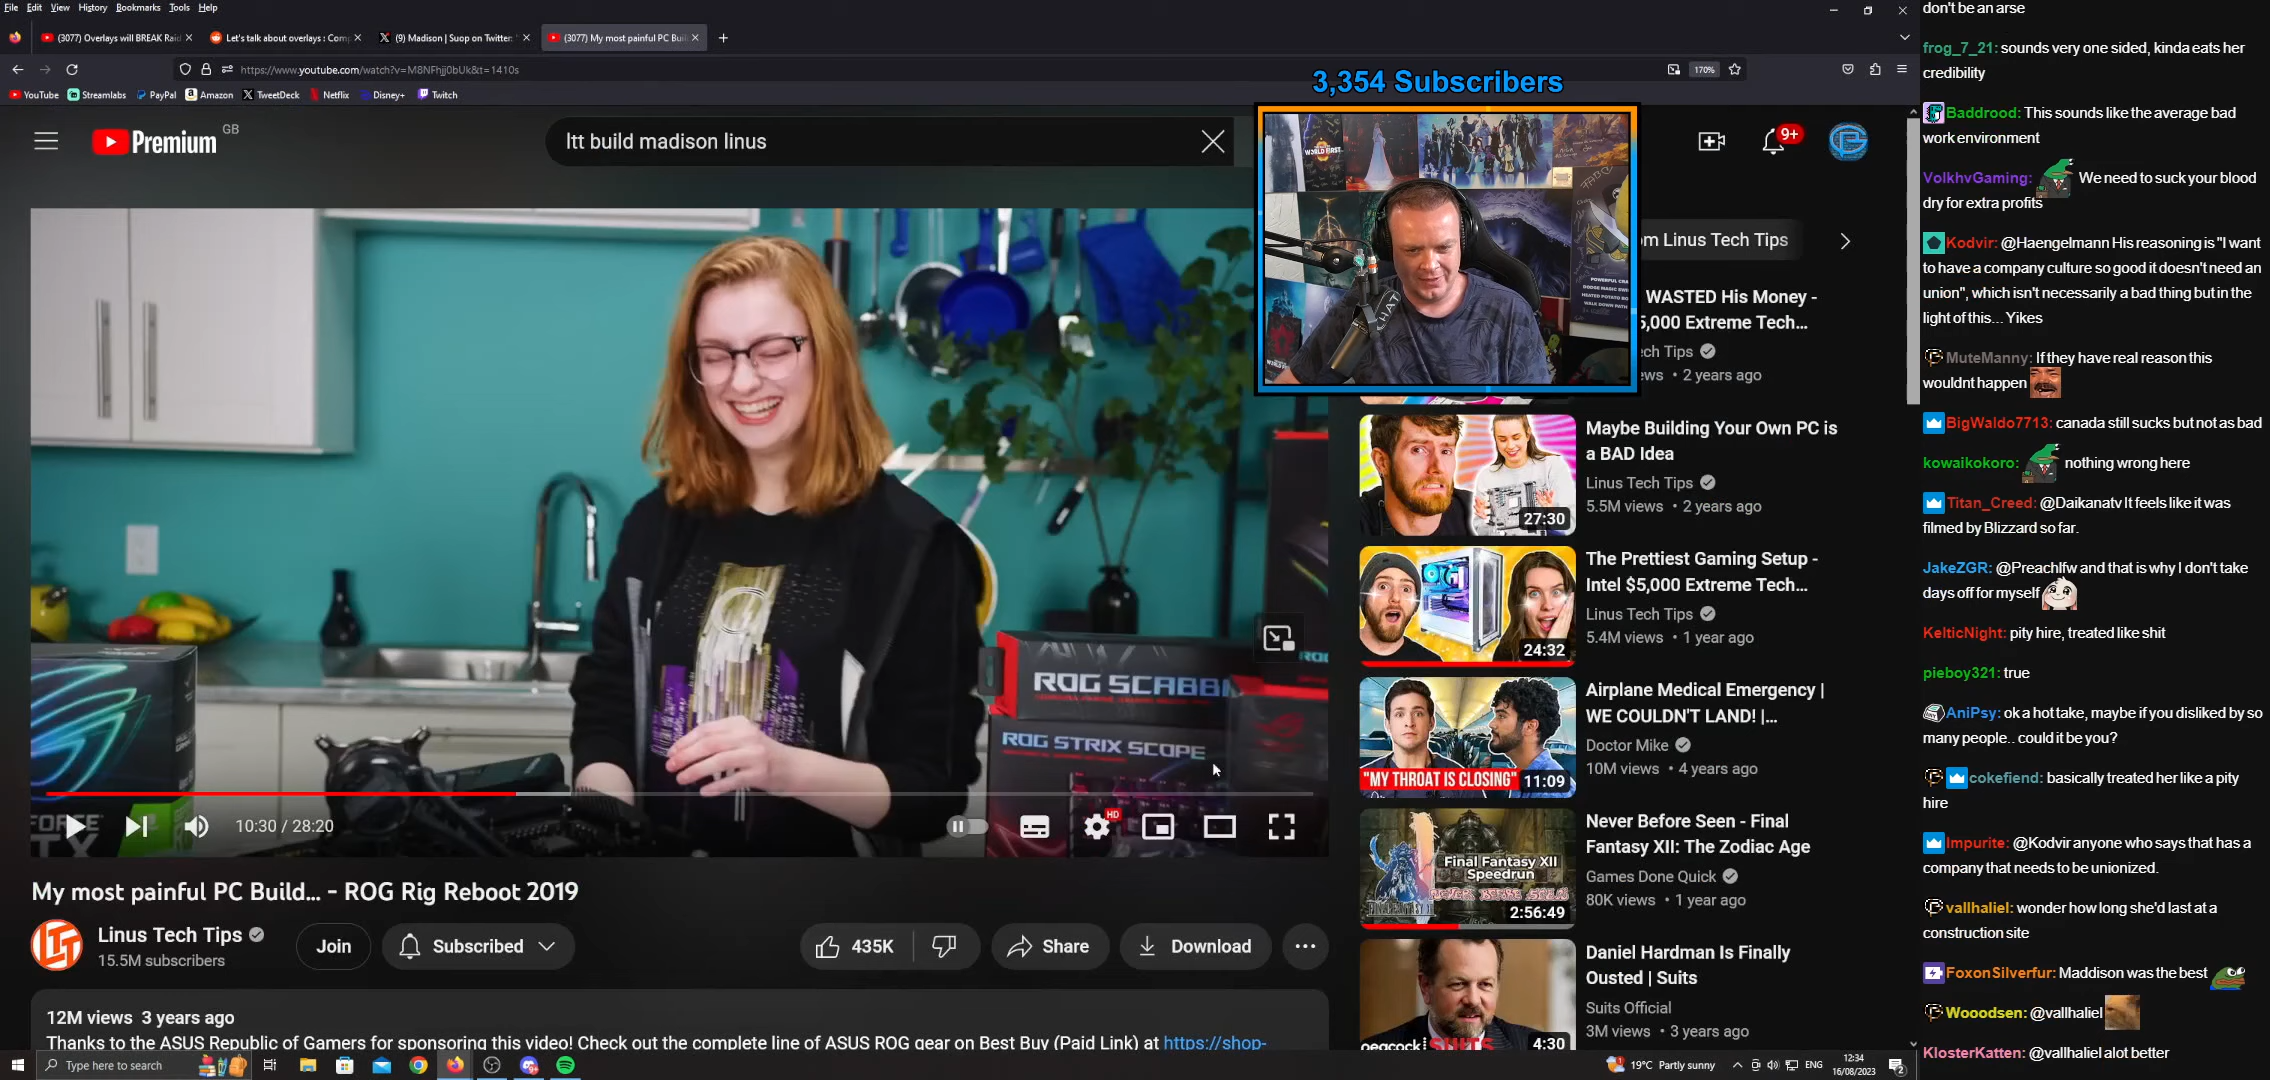 File Edit View History Bookmarks Tools Help
(3077) Overlays will BREAK Raid
Let's talk about overlays : Comp
(9) Madison | Suop on Twitter: "
(3077) My most painful PC Buil
https://www.youtube.com/watch?v=M8NFhjj0bUk&t=1410s
170%
YouTube Streamlabs PayPal Amazon TweetDeck Netflix Disney+ Twitch
3,354 Subscribers
Premium GB
ltt build madison linus
9+
WORLD FIRST
CHAT
ROG SCABB
ROG STRIX SCOPE
10:30 / 28:20
HD
My most painful PC Build... - ROG Rig Reboot 2019
Linus Tech Tips
15.5M subscribers
Join
Subscribed
435K
Share
Download
12M views 3 years ago
Thanks to the ASUS Republic of Gamers for sponsoring this video! Check out the complete line of ASUS ROG gear on Best Buy (Paid Link) at https://shop-
om Linus Tech Tips
WASTED His Money -
5,000 Extreme Tech...
ech Tips
ews • 2 years ago
Maybe Building Your Own PC is
a BAD Idea
Linus Tech Tips
5.5M views • 2 years ago
27:30
The Prettiest Gaming Setup -
Intel $5,000 Extreme Tech...
Linus Tech Tips
5.4M views • 1 year ago
24:32
Airplane Medical Emergency |
WE COULDN'T LAND! |...
Doctor Mike
10M views • 4 years ago
"MY THROAT IS CLOSING"
11:09
Never Before Seen - Final
Fantasy XII: The Zodiac Age
Games Done Quick
80K views • 1 year ago
Final Fantasy XII
Speedrun
NEVER BEFORE SEEN
2:56:49
Daniel Hardman Is Finally
Ousted | Suits
Suits Official
3M views • 3 years ago
peacock SUITS
4:30
don't be an arse
frog_7_21: sounds very one sided, kinda eats her
credibility
Baddrood: This sounds like the average bad
work environment
VolkhvGaming: We need to suck your blood
dry for extra profits
Kodvir: @Haengelmann His reasoning is "I want
to have a company culture so good it doesn't need an
union", which isn't necessarily a bad thing but in the
light of this... Yikes
MuteManny: If they have real reason this
wouldnt happen
BigWaldo7713: canada still sucks but not as bad
kowaikokoro: nothing wrong here
Titan_Creed: @Daikanatv It feels like it was
filmed by Blizzard so far.
JakeZGR: @Preachlfw and that is why I don't take
days off for myself
KelticNight: pity hire, treated like shit
pieboy321: true
AniPsy: ok a hot take, maybe if you disliked by so
many people.. could it be you?
cokefiend: basically treated her like a pity
hire
Impurite: @Kodvir anyone who says that has a
company that needs to be unionized.
vallhaliel: wonder how long she'd last at a
construction site
FoxonSilverfur: Maddison was the best
Wooodsen: @vallhaliel
KlosterKatten: @vallhaliel alot better
Type here to search
19°C Partly sunny
ENG
12:34
16/08/2023
2